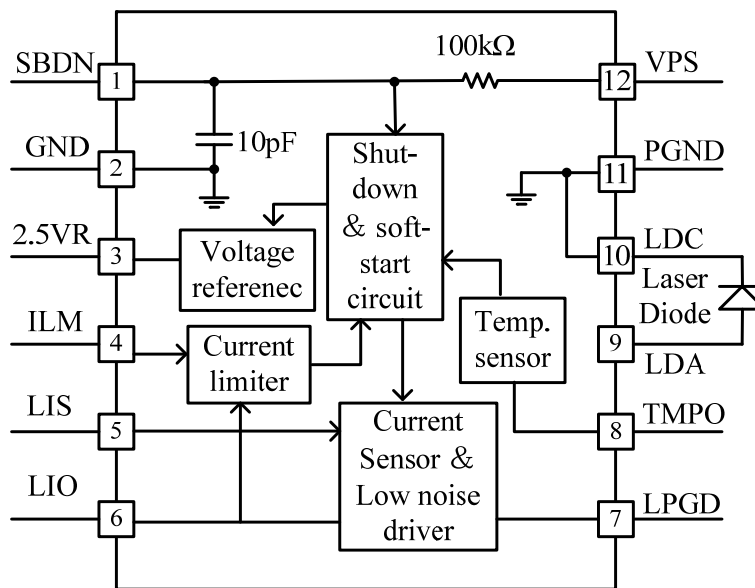 100kΩ
SBDN
1
12
VPS
GND
2
10pF
Shut-
down
& soft-
start
circuit
11
PGND
2.5VR
3
Voltage
referenec
10
LDC
Laser
Diode
ILM
4
Current
limiter
Temp.
sensor
9
LDA
LIS
5
Current
Sensor &
Low noise
driver
8
TMPO
LIO
6
7
LPGD